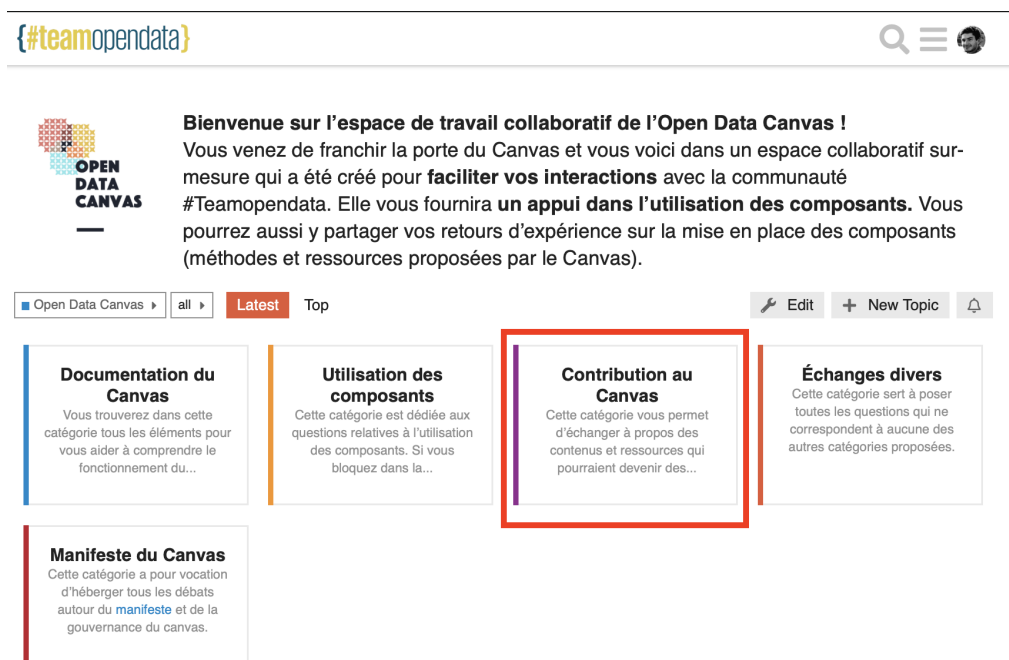 {#teamopendata}
OPEN
DATA
CANVAS
Bienvenue sur l’espace de travail collaboratif de l’Open Data Canvas !
Vous venez de franchir la porte du Canvas et vous voici dans un espace collaboratif sur-
mesure qui a été créé pour faciliter vos interactions avec la communauté
#Teamopendata. Elle vous fournira un appui dans l’utilisation des composants. Vous
pourrez aussi y partager vos retours d’expérience sur la mise en place des composants
(méthodes et ressources proposées par le Canvas).
Open Data Canvas all Latest Top Edit New Topic
Documentation du
Canvas
Vous trouverez dans cette
catégorie tous les éléments pour
vous aider à comprendre le
fonctionnement du...
Utilisation des
composants
Cette catégorie est dédiée aux
questions relatives à l’utilisation
des composants. Si vous
bloquez dans la...
Contribution au
Canvas
Cette catégorie vous permet
d’échanger à propos des
contenus et ressources qui
pourraient devenir des...
Échanges divers
Cette catégorie sert à poser
toutes les questions qui ne
correspondent à aucune des
autres catégories proposées.
Manifeste du Canvas
Cette catégorie a pour vocation
d’héberger tous les débats
autour du manifeste et de la
gouvernance du canvas.